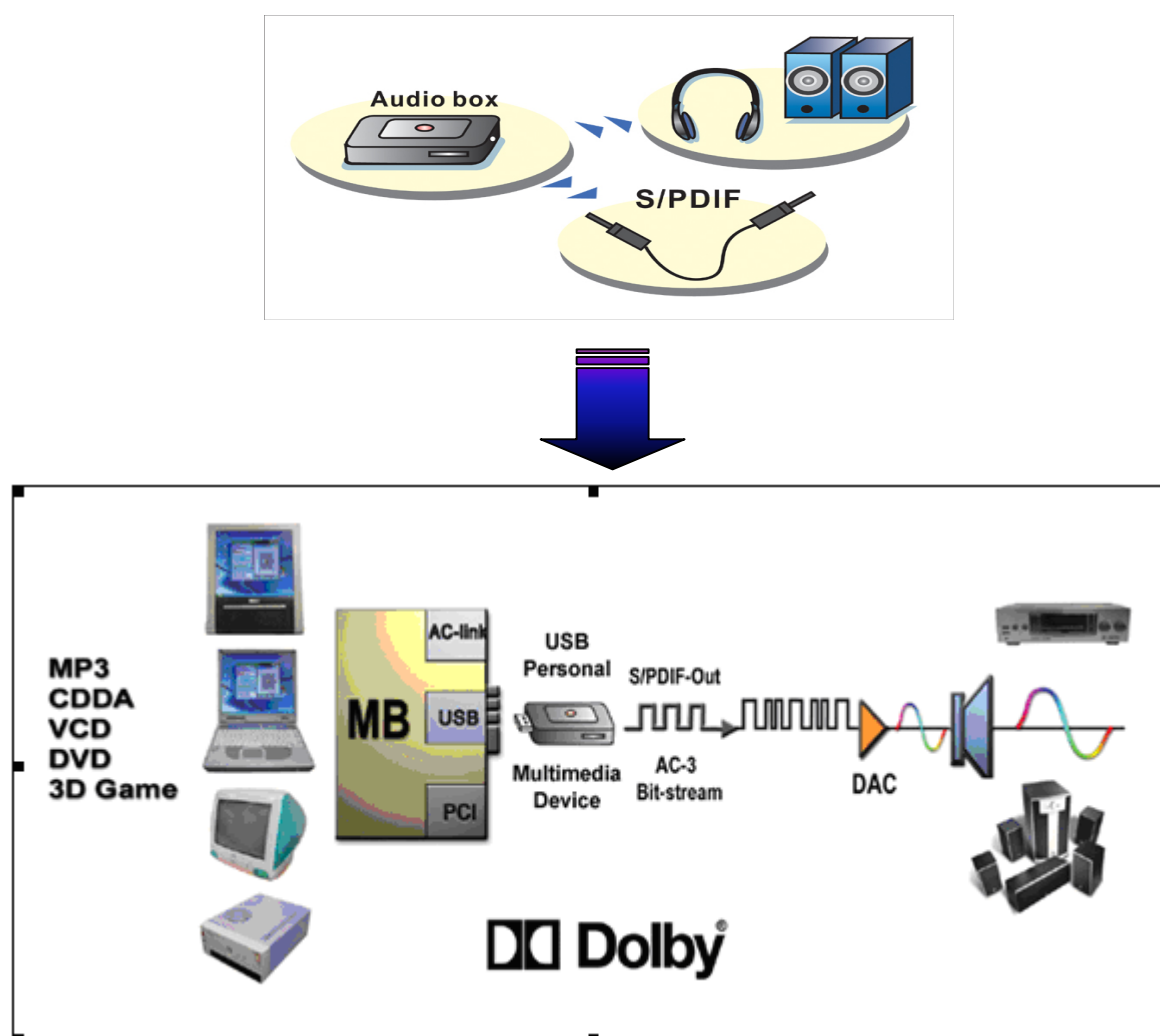 Audio box
S/PDIF
MP3
CDDA
VCD
DVD
3D Game
MB
AC-link
USB
PCI
USB
Personal
Multimedia
Device
S/PDIF-Out
AC-3
Bit-stream
DAC
Dolby®